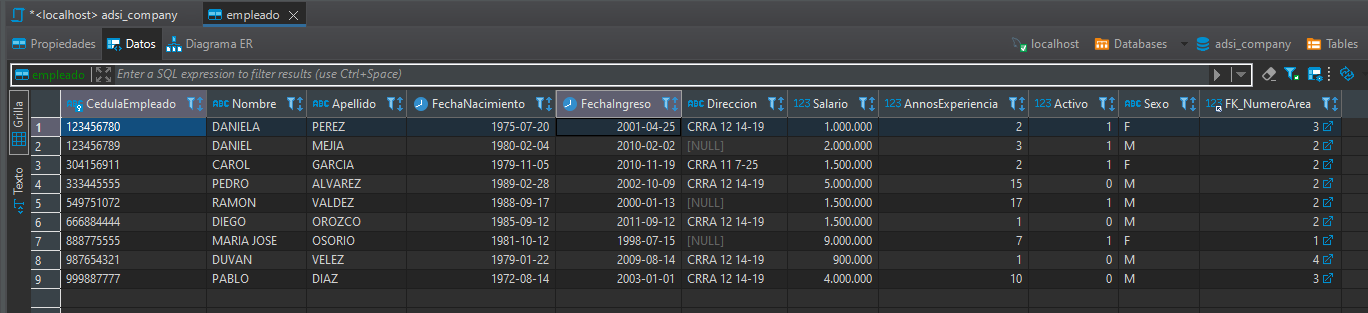 *<localhost> adsi_company empleado
Propiedades Datos Diagrama ER localhost Databases adsi_company Tables
empleado Enter a SQL expression to filter results (use Ctrl+Space)
Grilla
Texto
ABC CedulaEmpleado ABC Nombre ABC Apellido FechaNacimiento FechaIngreso ABC Direccion 123 Salario 123 AnnosExperiencia 123 Activo ABC Sexo 123 FK_NumeroArea
1 123456780 DANIELA PEREZ 1975-07-20 2001-04-25 CRRA 12 14-19 1.000.000 2 1 F 3
2 123456789 DANIEL MEJIA 1980-02-04 2010-02-02 [NULL] 2.000.000 3 1 M 2
3 304156911 CAROL GARCIA 1979-11-05 2010-11-19 CRRA 11 7-25 1.500.000 2 1 F 2
4 333445555 PEDRO ALVAREZ 1989-02-28 2002-10-09 CRRA 12 14-19 5.000.000 15 0 M 2
5 549751072 RAMON VALDEZ 1988-09-17 2000-01-13 [NULL] 1.500.000 17 1 M 2
6 666884444 DIEGO OROZCO 1985-09-12 2011-09-12 CRRA 12 14-19 1.500.000 1 0 M 2
7 888775555 MARIA JOSE OSORIO 1981-10-12 1998-07-15 [NULL] 9.000.000 7 1 F 1
8 987654321 DUVAN VELEZ 1979-01-22 2009-08-14 CRRA 12 14-19 900.000 1 0 M 4
9 999887777 PABLO DIAZ 1972-08-14 2003-01-01 CRRA 12 14-19 4.000.000 10 0 M 3